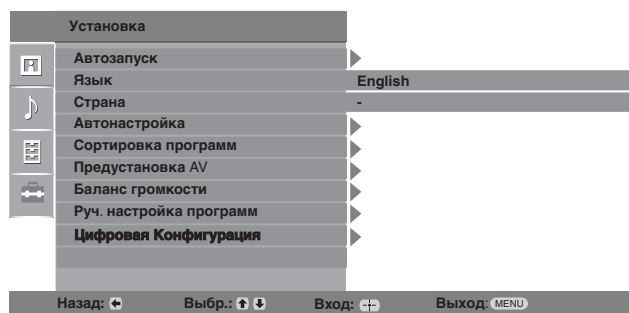 Установка
Автозапуск
Язык English
Страна -
Автонастройка
Сортировка программ
Предустановка AV
Баланс громкости
Руч. настройка программ
Цифровая Конфигурация
Назад: Выбр.: Вход: Выход: MENU